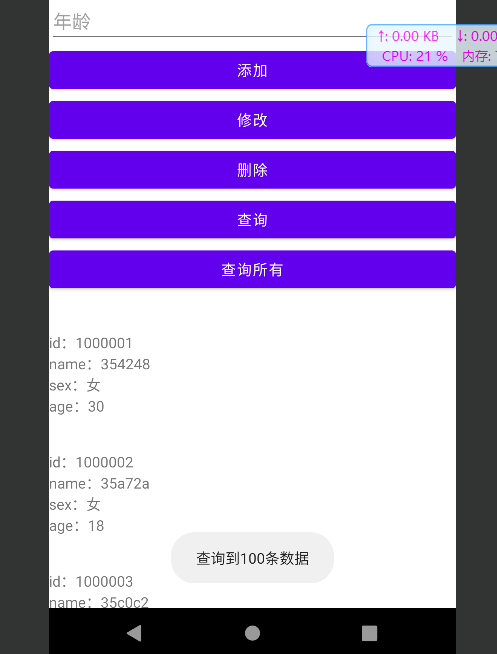 年龄
↑: 0.00 KB ↓: 0.00
CPU: 21 % 内存:
添加
修改
删除
查询
查询所有
id：1000001
name：354248
sex：女
age：30
id：1000002
name：35a72a
sex：女
age：18
查询到100条数据
id：1000003
name：35c0c2